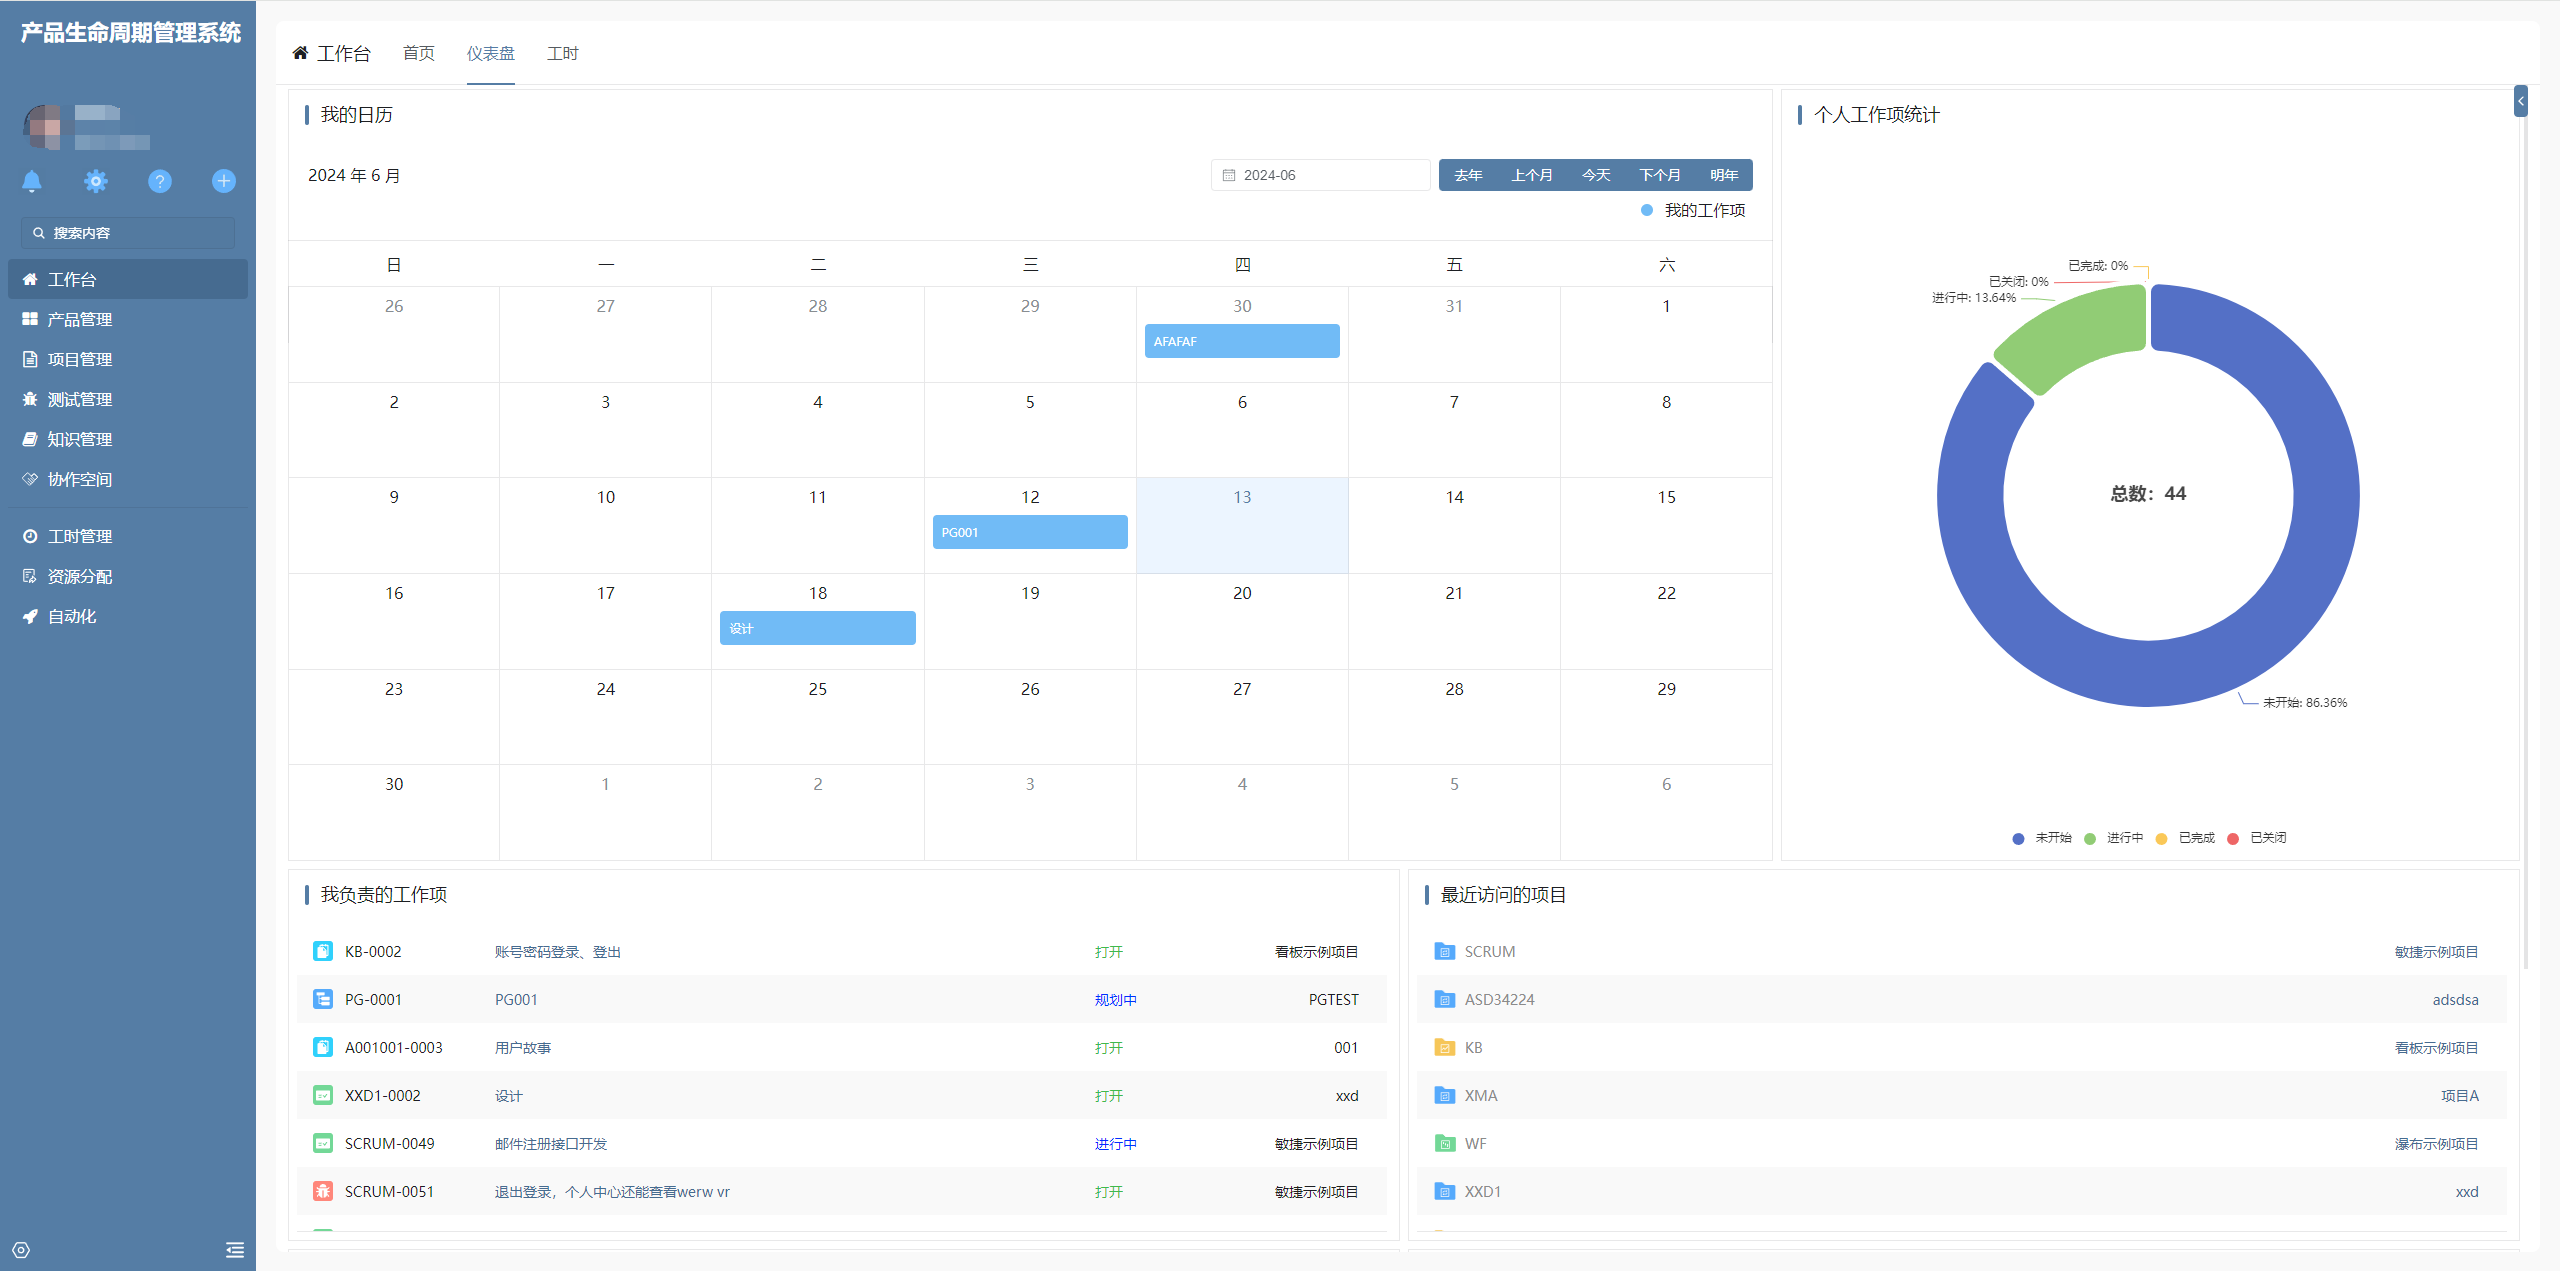 产品生命周期管理系统
搜索内容
工作台
产品管理
项目管理
测试管理
知识管理
协作空间
工时管理
资源分配
自动化
工作台 首页 仪表盘 工时
我的日历
2024 年 6 月
2024-06
去年 上个月 今天 下个月 明年
我的工作项
日 一 二 三 四 五 六
26 27 28 29 30 31 1
AFAFAF
2 3 4 5 6 7 8
9 10 11 12 13 14 15
PG001
16 17 18 19 20 21 22
设计
23 24 25 26 27 28 29
30 1 2 3 4 5 6
个人工作项统计
已完成: 0%
已关闭: 0%
进行中: 13.64%
总数：44
未开始: 86.36%
未开始 进行中 已完成 已关闭
我负责的工作项
KB-0002 账号密码登录、登出 打开 看板示例项目
PG-0001 PG001 规划中 PGTEST
A001001-0003 用户故事 打开 001
XXD1-0002 设计 打开 xxd
SCRUM-0049 邮件注册接口开发 进行中 敏捷示例项目
SCRUM-0051 退出登录，个人中心还能查看werw vr 打开 敏捷示例项目
最近访问的项目
SCRUM 敏捷示例项目
ASD34224 adsdsa
KB 看板示例项目
XMA 项目A
WF 瀑布示例项目
XXD1 xxd